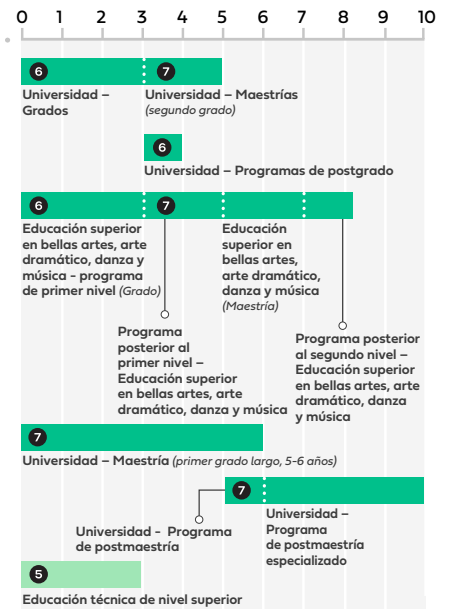 0 1 2 3 4 5 6 7 8 9 10
6 7
Universidad – Universidad – Maestrías
Grados (segundo grado)
6
Universidad – Programas de postgrado
6 7
Educación superior
en bellas artes, arte
dramático, danza y
música - programa
de primer nivel (Grado)
Educación
superior en
bellas artes,
arte dramático,
danza y música
(Maestría)
Programa
posterior al
primer nivel –
Educación superior
en bellas artes, arte
dramático, danza y música
Programa posterior
al segundo nivel –
Educación superior
en bellas artes, arte
dramático, danza
y música
7
Universidad – Maestría (primer grado largo, 5-6 años)
7
Universidad - Programa
de postmaestría
Universidad –
Programa
de postmaestría
especializado
5
Educación técnica de nivel superior